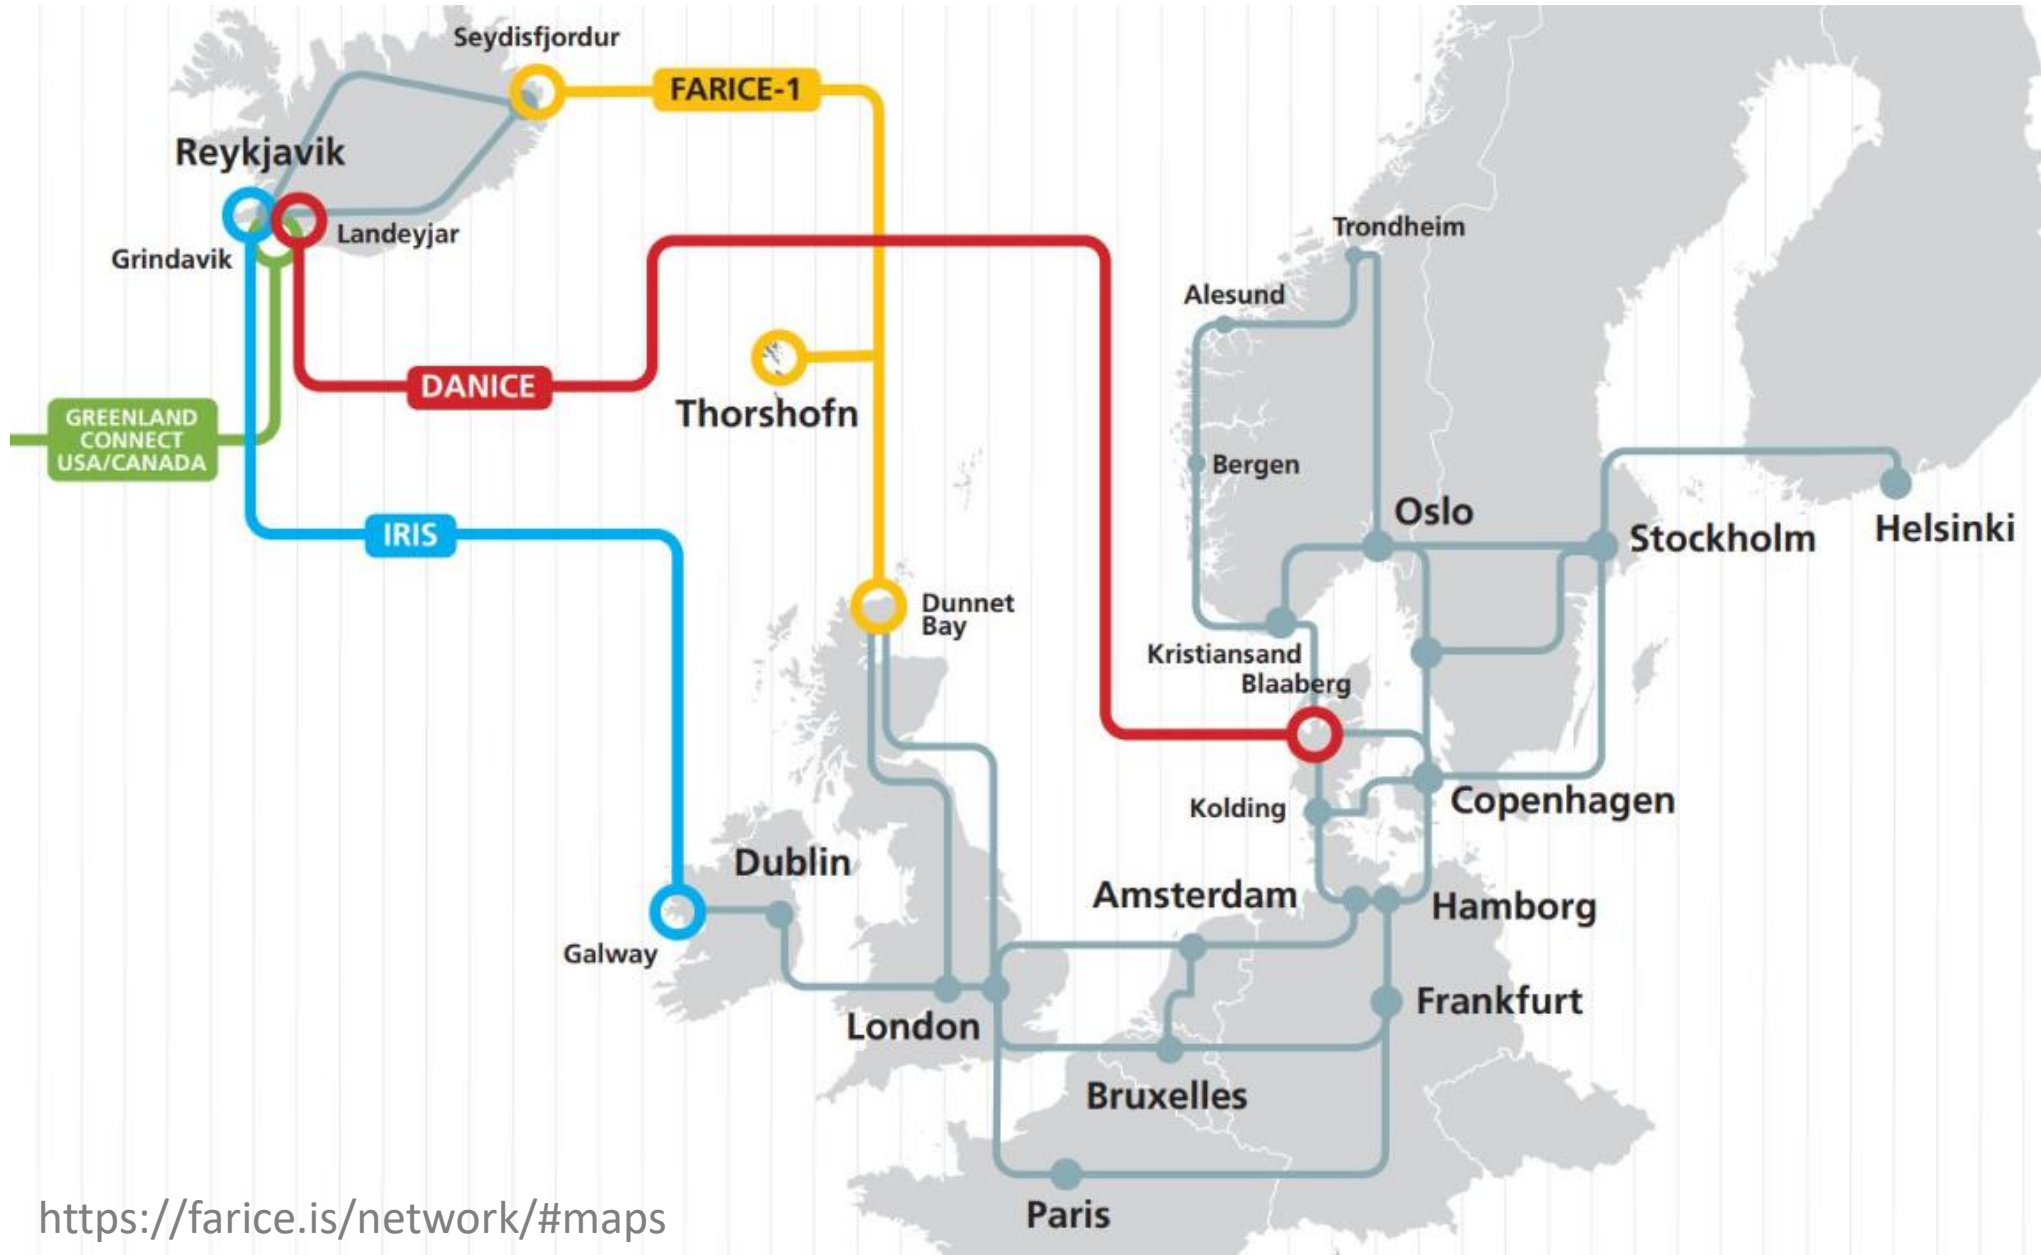 Seydisfjordur
FARICE-1
Reykjavik
Landeyjar
Grindavik
Trondheim
Alesund
DANICE
Thorshofn
GREENLAND
CONNECT
USA/CANADA
Bergen
IRIS
Oslo
Stockholm
Helsinki
Dunnet
Bay
Kristiansand
Blaaberg
Kolding
Copenhagen
Dublin
Amsterdam
Hamborg
Galway
Frankfurt
London
Bruxelles
Paris
https://farice.is/network/#maps